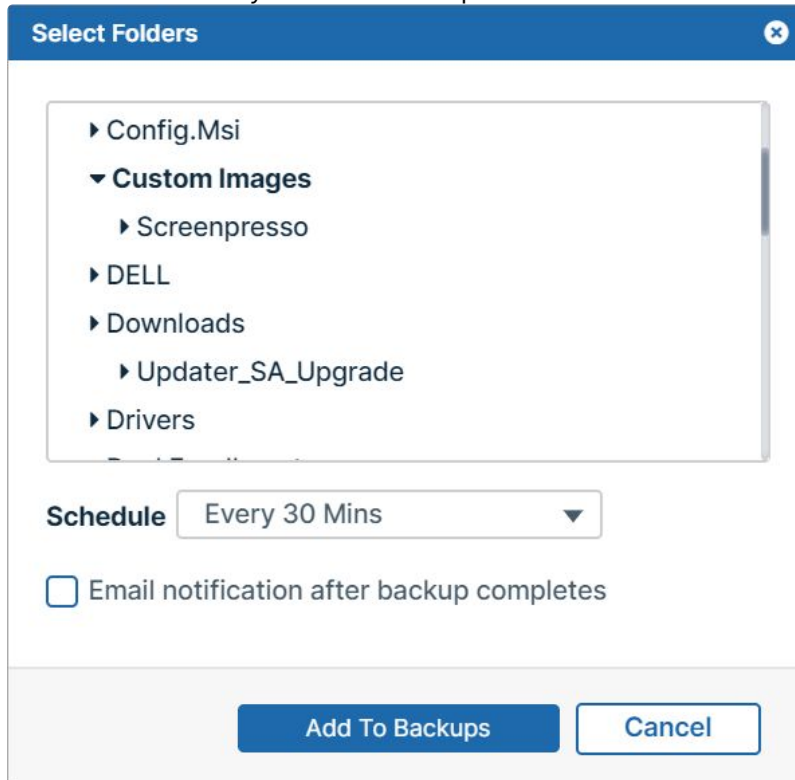 Select Folders
Config.Msi
Custom Images
Screenpresso
DELL
Downloads
Updater_SA_Upgrade
Drivers
Schedule Every 30 Mins
Email notification after backup completes
Add To Backups Cancel